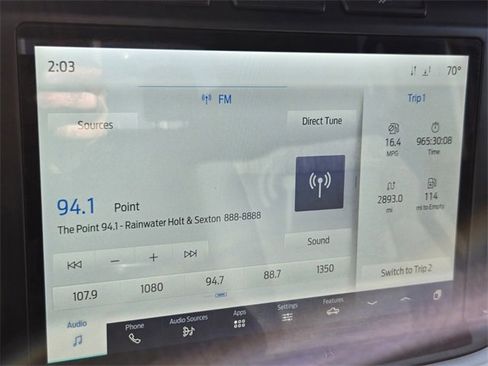 2:03
70°
FM
Sources
Direct Tune
94.1 Point
The Point 94.1 - Rainwater Holt & Sexton 888-8888
Sound
107.9 1080 94.7 88.7 1350
Trip 1
16.4 965:30:08
MPG Time
2893.0 114
mi mi to Empty
Switch to Trip 2
Audio Phone Audio Sources Apps Settings Features